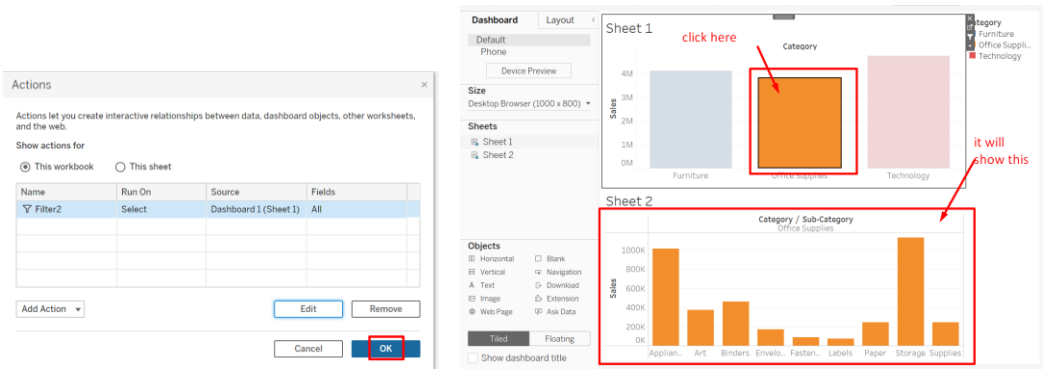 Actions
×
Actions let you create interactive relationships between data, dashboard objects, other worksheets,
and the web.
Show actions for
This workbook This sheet
Name Run On Source Fields
Filter2 Select Dashboard 1 (Sheet 1) All
Add Action Edit Remove
Cancel OK
Dashboard Layout
Default
Phone
Device Preview
Size
Desktop Browser (1000 x 800)
Sheets
Sheet 1
Sheet 2
Objects
Horizontal Blank
Vertical Navigation
A Text Download
Image Extension
Web Page Ask Data
Tiled Floating
Show dashboard title
Sheet 1
click here
Category
Sales
4M
3M
2M
1M
0M
Furniture Office Supplies Technology
Furniture
Office Suppli..
Technology
it will
show this
Sheet 2
Category / Sub-Category
Office Supplies
Sales
1000K
800K
600K
400K
200K
0K
Applian.. Art Binders Envelo.. Fasten.. Labels Paper Storage Supplies